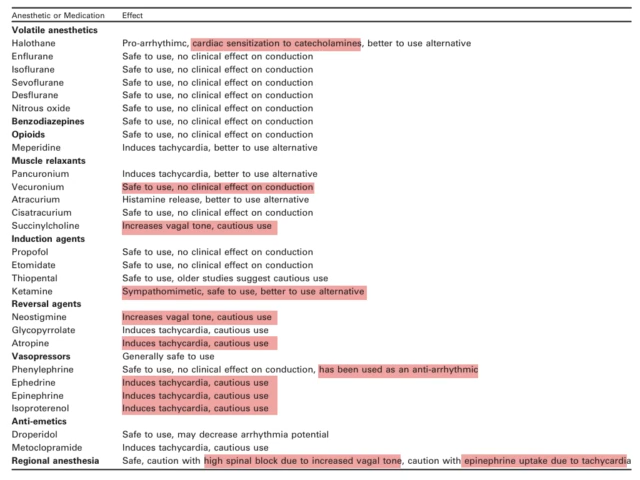 Anesthetic or Medication Effect
Volatile anesthetics
Halothane Pro-arrhythimc, cardiac sensitization to catecholamines, better to use alternative
Enflurane Safe to use, no clinical effect on conduction
Isoflurane Safe to use, no clinical effect on conduction
Sevoflurane Safe to use, no clinical effect on conduction
Desflurane Safe to use, no clinical effect on conduction
Nitrous oxide Safe to use, no clinical effect on conduction
Benzodiazepines Safe to use, no clinical effect on conduction
Opioids Safe to use, no clinical effect on conduction
Meperidine Induces tachycardia, better to use alternative
Muscle relaxants
Pancuronium Induces tachycardia, better to use alternative
Vecuronium Safe to use, no clinical effect on conduction
Atracurium Histamine release, better to use alternative
Cisatracurium Safe to use, no clinical effect on conduction
Succinylcholine Increases vagal tone, cautious use
Induction agents
Propofol Safe to use, no clinical effect on conduction
Etomidate Safe to use, no clinical effect on conduction
Thiopental Safe to use, older studies suggest cautious use
Ketamine Sympathomimetic, safe to use, better to use alternative
Reversal agents
Neostigmine Increases vagal tone, cautious use
Glycopyrrolate Induces tachycardia, cautious use
Atropine Induces tachycardia, cautious use
Vasopressors Generally safe to use
Phenylephrine Safe to use, no clinical effect on conduction, has been used as an anti-arrhythmic
Ephedrine Induces tachycardia, cautious use
Epinephrine Induces tachycardia, cautious use
Isoproterenol Induces tachycardia, cautious use
Anti-emetics
Droperidol Safe to use, may decrease arrhythmia potential
Metoclopramide Induces tachycardia, cautious use
Regional anesthesia Safe, caution with high spinal block due to increased vagal tone, caution with epinephrine uptake due to tachycardia